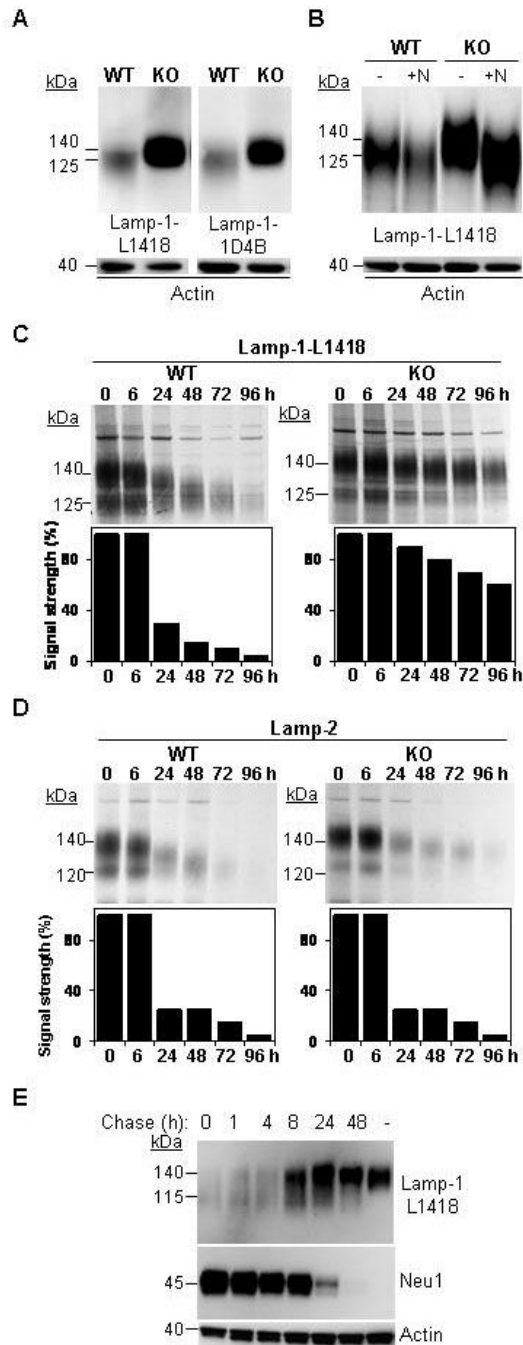 A
WT KO WT KO
kDa
140
125
Lamp-1-
L1418
Lamp-1-
1D4B
40
Actin
B
WT KO
- +N - +N
kDa
140
125
Lamp-1-L1418
40
Actin
C
Lamp-1-L1418
WT KO
0 6 24 48 72 96 h 0 6 24 48 72 96 h
kDa kDa
140 140
125 125
Signal strength (%)
80 80
40 40
0 0
0 6 24 48 72 96 h 0 6 24 48 72 96 h
D
Lamp-2
WT KO
0 6 24 48 72 96 h 0 6 24 48 72 96 h
kDa kDa
140 140
120 120
Signal strength (%)
80 80
40 40
0 0
0 6 24 48 72 96 h 0 6 24 48 72 96 h
E
Chase (h): 0 1 4 8 24 48 -
kDa
140
115
Lamp-1
L1418
45
Neu1
40
Actin